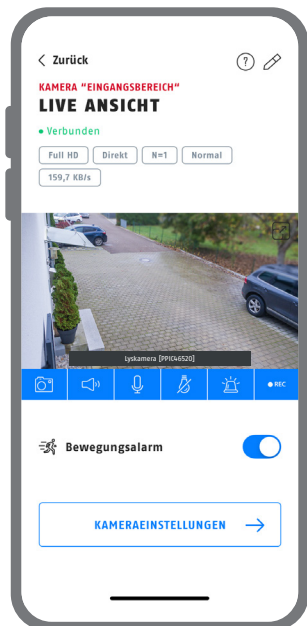 Zurück
KAMERA "EINGANGSBEREICH"
LIVE ANSICHT
Verbunden
Full HD Direkt N=1 Normal
159,7 KB/s
Lyskamera [PPIC46520]
REC
Bewegungsalarm
KAMERAEINSTELLUNGEN